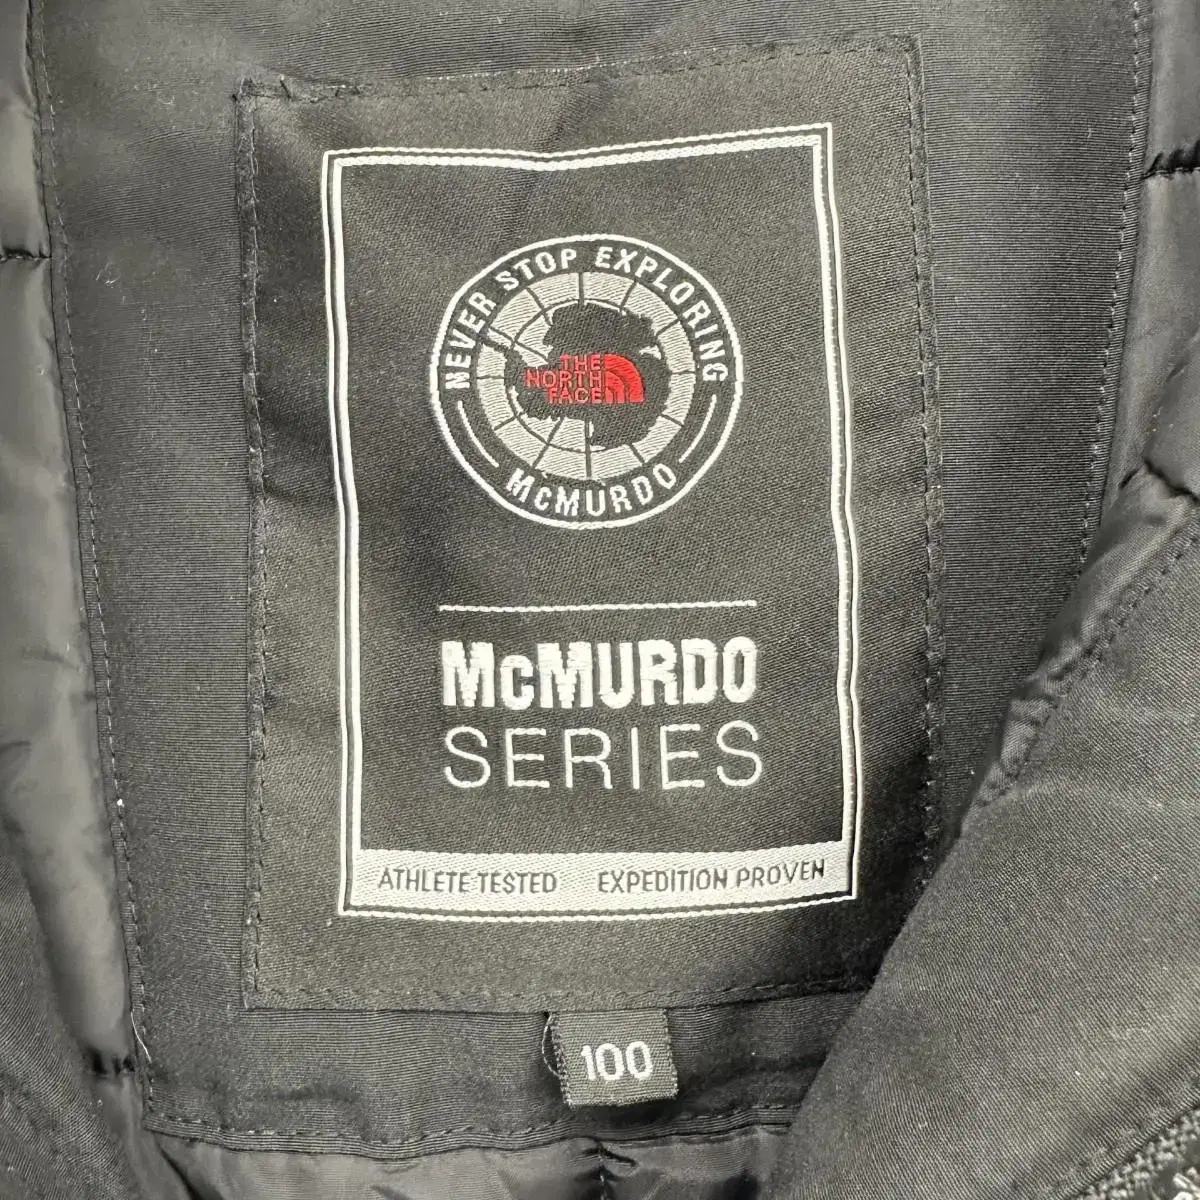 NEVER STOP EXPLORING
THE
NORTH
FACE
McMURDO
McMURDO
SERIES
ATHLETE TESTED EXPEDITION PROVEN
100